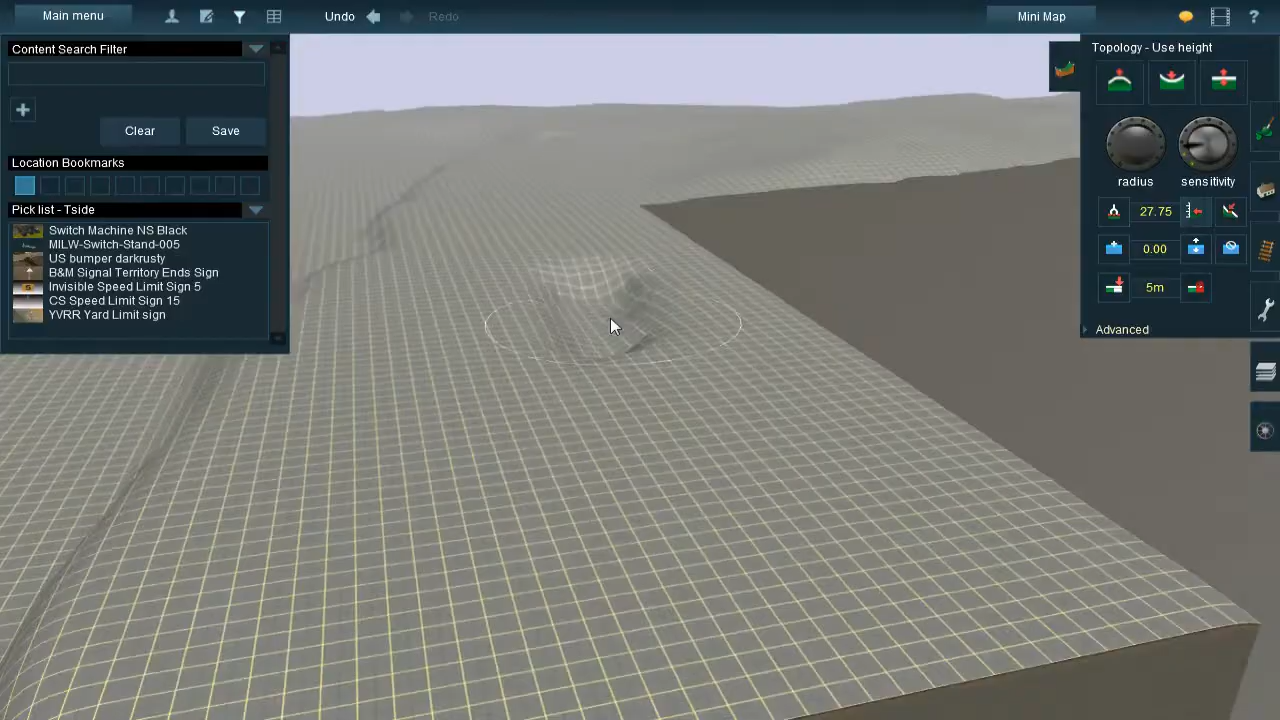 Main menu
Undo
Redo
Mini Map
?
Content Search Filter
Clear
Save
Location Bookmarks
Pick list - Tside
Switch Machine NS Black
MILW-Switch-Stand-005
US bumper darkrusty
B&M Signal Territory Ends Sign
Invisible Speed Limit Sign 5
CS Speed Limit Sign 15
YVRR Yard Limit sign
Topology - Use height
radius
sensitivity
27.75
0.00
5m
Advanced